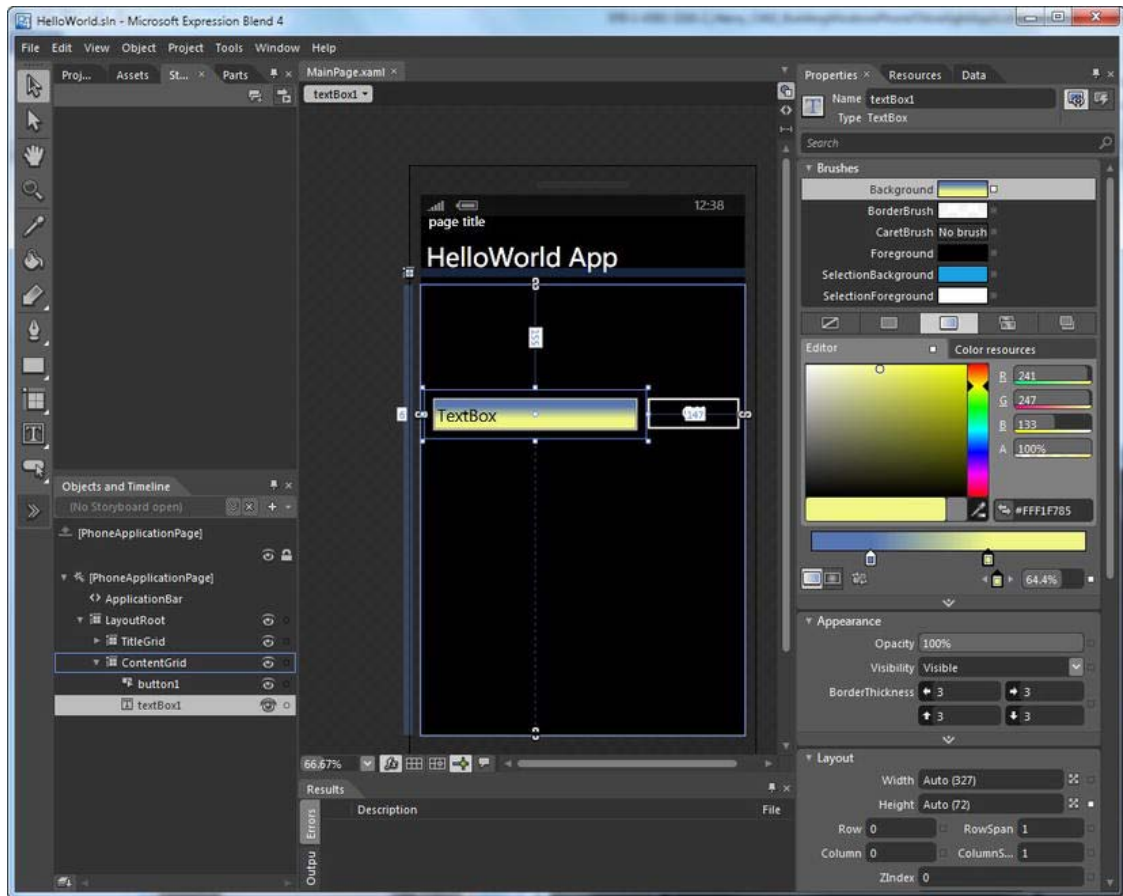 HelloWorld.sln - Microsoft Expression Blend 4
File Edit View Object Project Tools Window Help
Proj... Assets St... × Parts
MainPage.xaml ×
textBox1
12:38
page title
HelloWorld App
155
6
TextBox
147
Objects and Timeline
(No Storyboard open)
[PhoneApplicationPage]
[PhoneApplicationPage]
ApplicationBar
LayoutRoot
TitleGrid
ContentGrid
button1
textBox1
66.67%
Results
Errors
Outpu
Description File
Properties × Resources Data
Name textBox1
Type TextBox
Search
Brushes
Background
BorderBrush
CaretBrush No brush
Foreground
SelectionBackground
SelectionForeground
Editor Color resources
R 241
G 247
B 133
A 100%
#FFF1F785
64.4%
Appearance
Opacity 100%
Visibility Visible
BorderThickness 3 3
3 3
Layout
Width Auto (327)
Height Auto (72)
Row 0 RowSpan 1
Column 0 ColumnS... 1
ZIndex 0